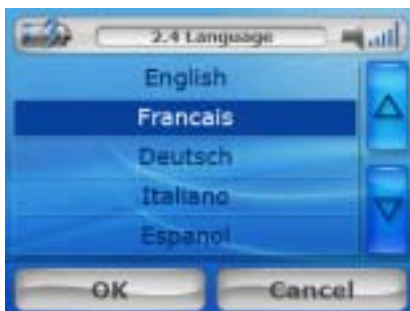 2.4 Language
English
Francais
Deutsch
Italiano
Espanol
OK Cancel